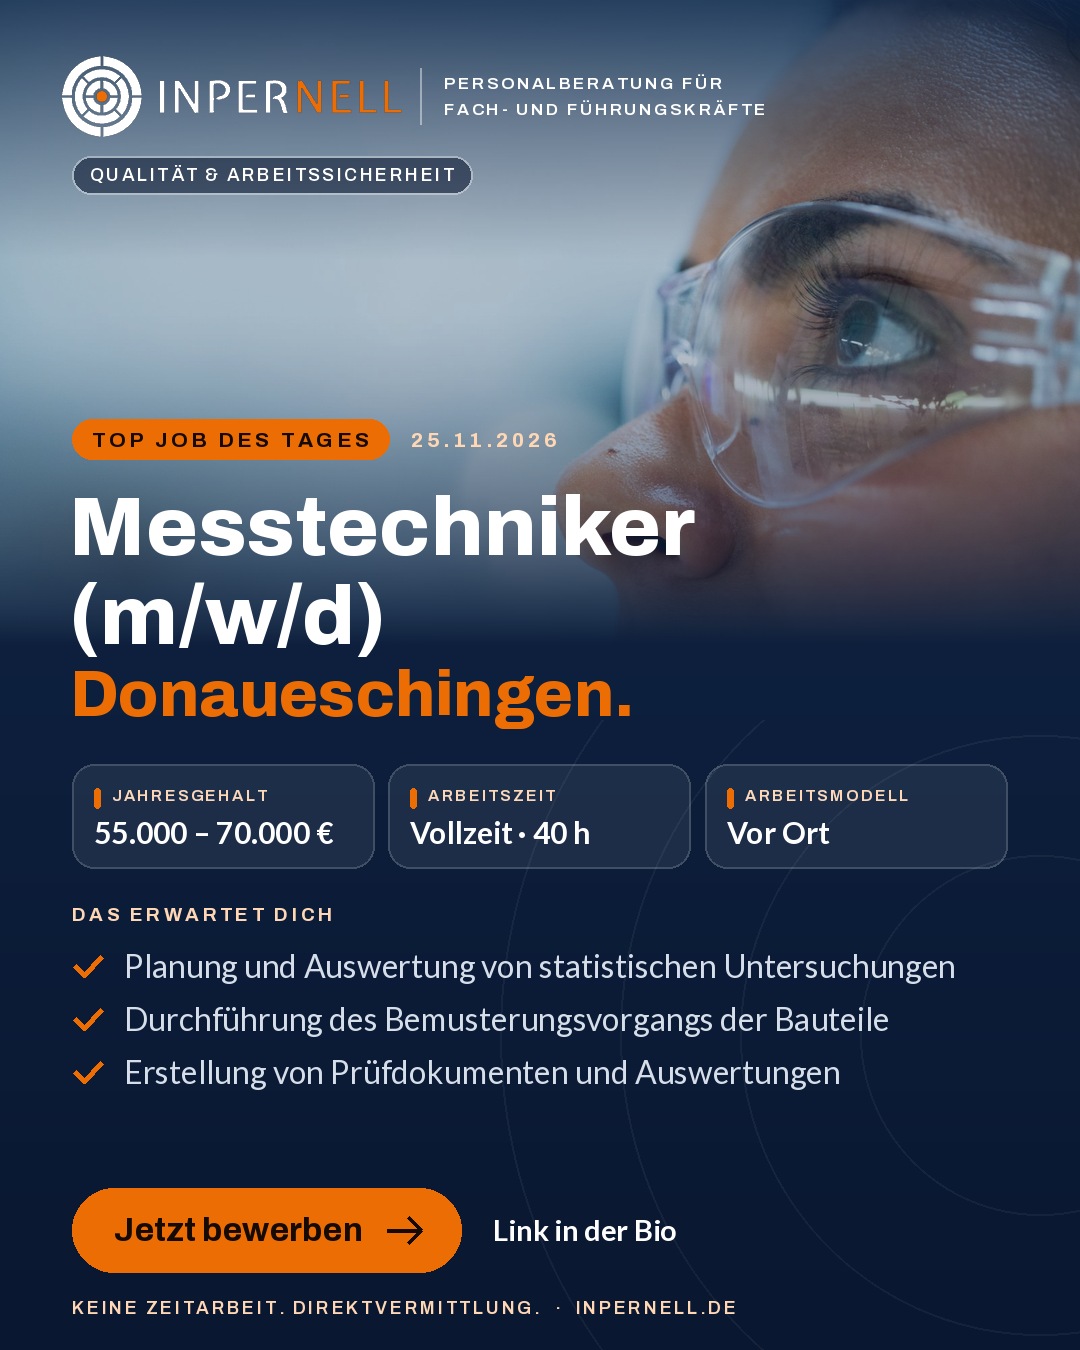 INPERNELL
PERSONALBERATUNG FÜR
FACH- UND FÜHRUNGSKRÄFTE
QUALITÄT & ARBEITSSICHERHEIT
TOP JOB DES TAGES 25.11.2026
Messtechniker
(m/w/d)
Donaueschingen.
JAHRESGEHALT
55.000 – 70.000 €
ARBEITSZEIT
Vollzeit · 40 h
ARBEITSMODELL
Vor Ort
DAS ERWARTET DICH
Planung und Auswertung von statistischen Untersuchungen
Durchführung des Bemusterungsvorgangs der Bauteile
Erstellung von Prüfdokumenten und Auswertungen
Jetzt bewerben → Link in der Bio
KEINE ZEITARBEIT. DIREKTVERMITTLUNG. · INPERNELL.DE